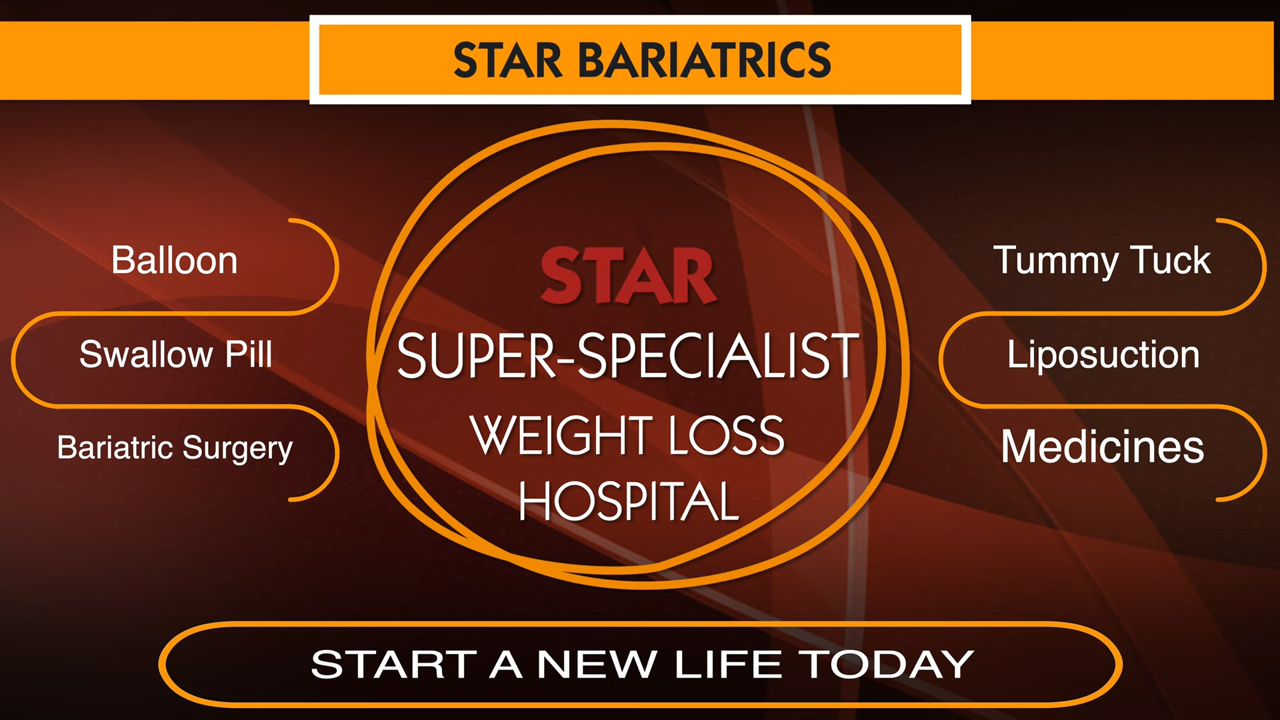 STAR BARIATRICS
Balloon
Swallow Pill
Bariatric Surgery
STAR
SUPER-SPECIALIST
WEIGHT LOSS
HOSPITAL
Tummy Tuck
Liposuction
Medicines
START A NEW LIFE TODAY